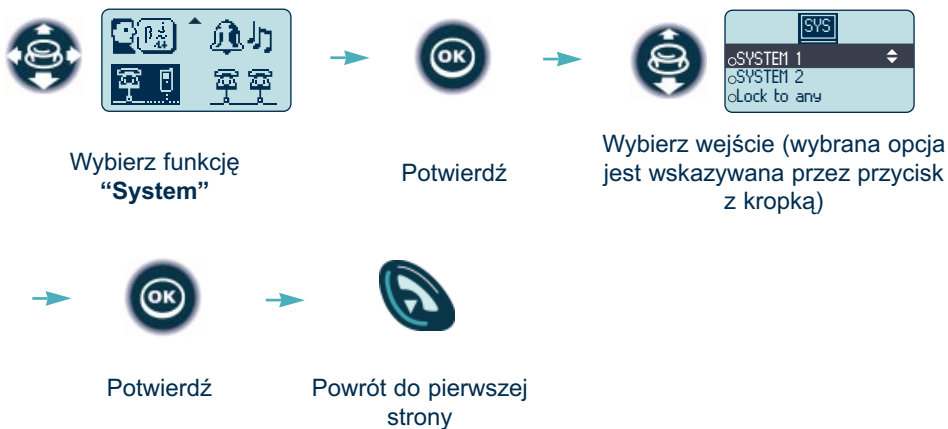 OK
SYS
SYSTEM 1
SYSTEM 2
Lock to any
Wybierz funkcję
“System”
Potwierdź
Wybierz wejście (wybrana opcja
jest wskazywana przez przycisk
z kropką)
OK
Potwierdź
Powrót do pierwszej
strony